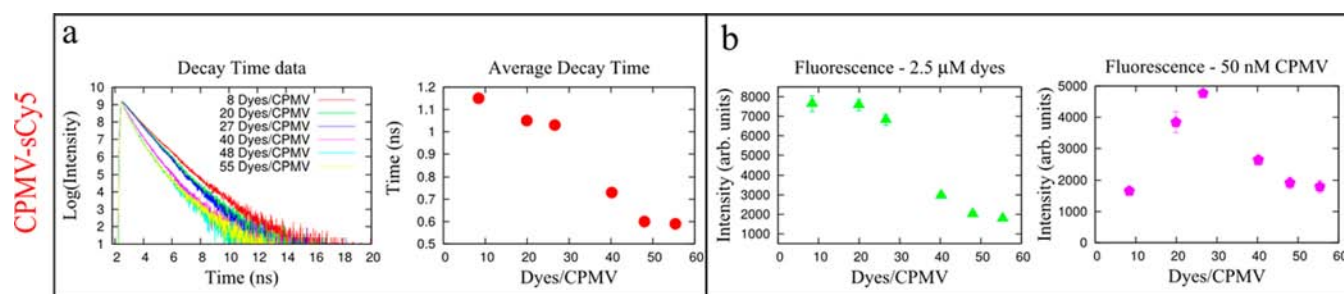 CPMV-sCy5
a
Decay Time data
Log(Intensity)
10
9
8
7
6
5
4
3
2
1
8 Dyes/CPMV
20 Dyes/CPMV
27 Dyes/CPMV
40 Dyes/CPMV
48 Dyes/CPMV
55 Dyes/CPMV
2 4 6 8 10 12 14 16 18 20
Time (ns)
Average Decay Time
Time (ns)
1.2
1.1
1
0.9
0.8
0.7
0.6
0.5
0 10 20 30 40 50 60
Dyes/CPMV
b
Fluorescence - 2.5 μM dyes
Intensity (arb. units)
8000
7000
6000
5000
4000
3000
2000
1000
0 10 20 30 40 50 60
Dyes/CPMV
Fluorescence - 50 nM CPMV
Intensity (arb. units)
5000
4000
3000
2000
1000
0
0 10 20 30 40 50 60
Dyes/CPMV